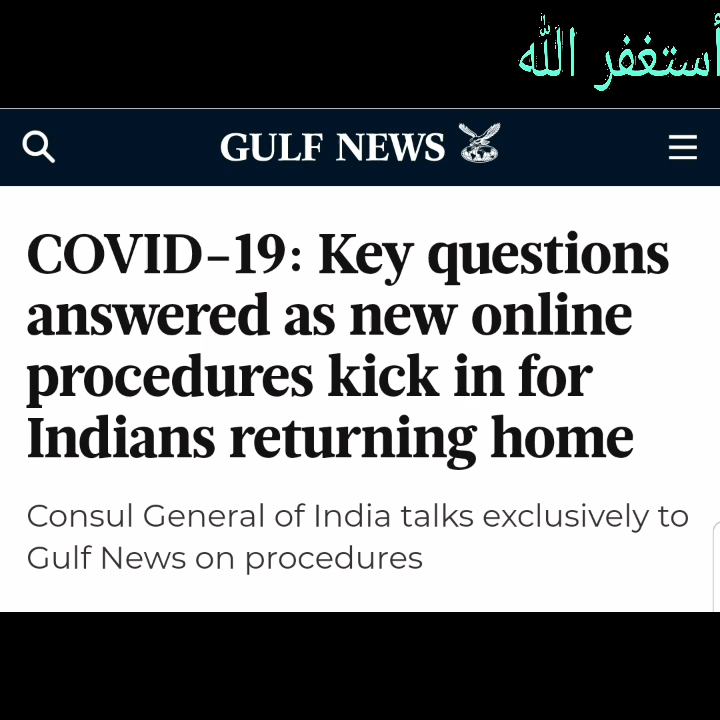 أستغفر الله
GULF NEWS
COVID-19: Key questions
answered as new online
procedures kick in for
Indians returning home
Consul General of India talks exclusively to
Gulf News on procedures